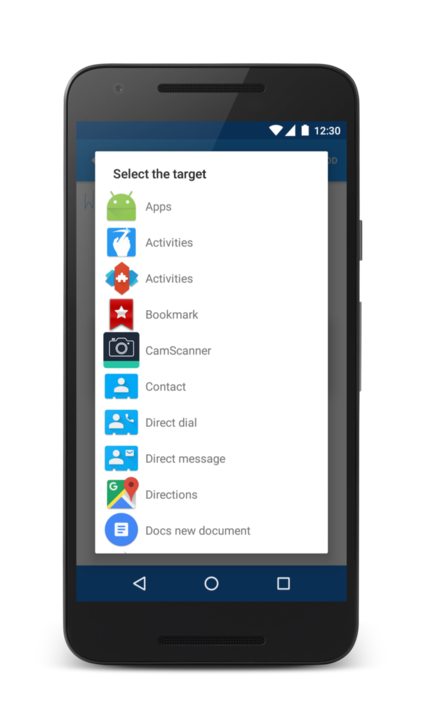 12:30
Select the target
Apps
Activities
Activities
Bookmark
CamScanner
Contact
Direct dial
Direct message
Directions
Docs new document